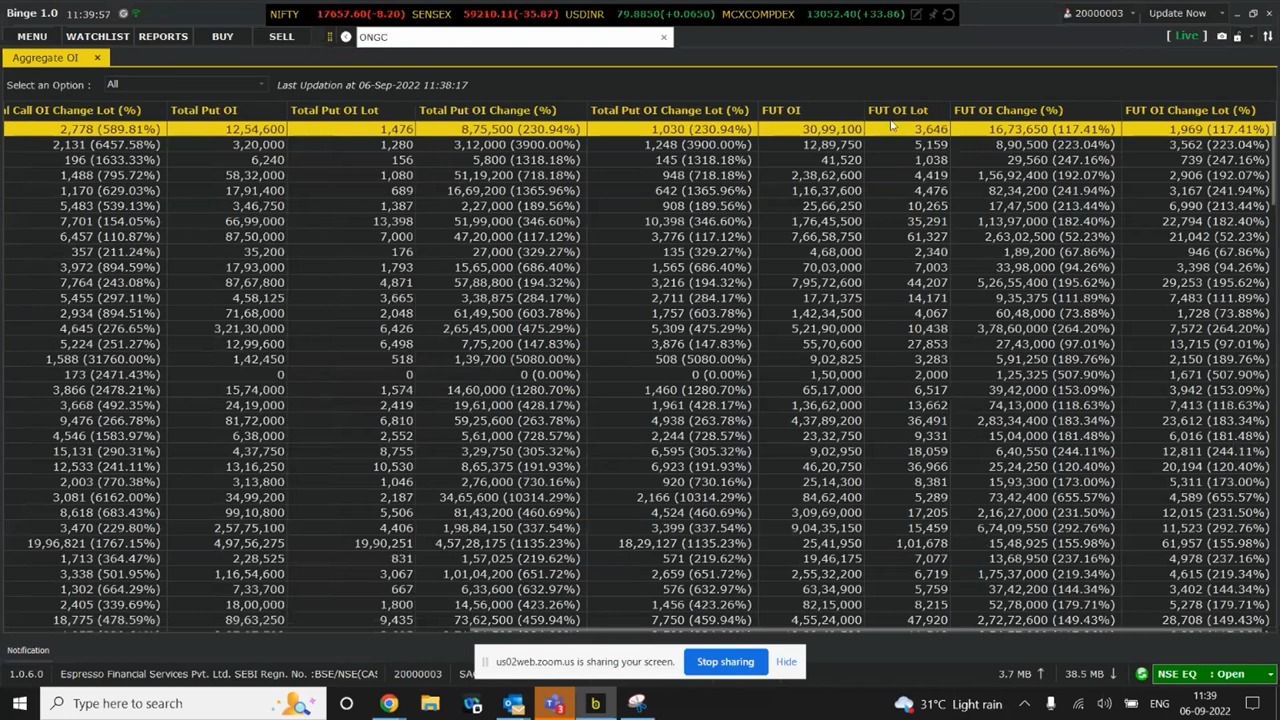 Binge 1.0
11:39:57
NIFTY 17657.60(-8.20) SENSEX 59210.11(-35.87) USDINR 79.8850(+0.0650) MCXCOMPDEX 13052.40(+33.86)
20000003 Update Now
MENU WATCHLIST REPORTS BUY SELL ONGC × [ Live ]
Aggregate OI ×
Select an Option : All Last Updation at 06-Sep-2022 11:38:17
l Call OI Change Lot (%) Total Put OI Total Put OI Lot Total Put OI Change (%) Total Put OI Change Lot (%) FUT OI FUT OI Lot FUT OI Change (%) FUT OI Change Lot (%)
2,778 (589.81%) 12,54,600 1,476 8,75,500 (230.94%) 1,030 (230.94%) 30,99,100 3,646 16,73,650 (117.41%) 1,969 (117.41%)
2,131 (6457.58%) 3,20,000 1,280 3,12,000 (3900.00%) 1,248 (3900.00%) 12,89,750 5,159 8,90,500 (223.04%) 3,562 (223.04%)
196 (1633.33%) 6,240 156 5,800 (1318.18%) 145 (1318.18%) 41,520 1,038 29,560 (247.16%) 739 (247.16%)
1,488 (795.72%) 58,32,000 1,080 51,19,200 (718.18%) 948 (718.18%) 2,38,62,600 4,419 1,56,92,400 (192.07%) 2,906 (192.07%)
1,170 (629.03%) 17,91,400 689 16,69,200 (1365.96%) 642 (1365.96%) 1,16,37,600 4,476 82,34,200 (241.94%) 3,167 (241.94%)
5,483 (539.13%) 3,46,750 1,387 2,27,000 (189.56%) 908 (189.56%) 25,66,250 10,265 17,47,500 (213.44%) 6,990 (213.44%)
7,701 (154.05%) 66,99,000 13,398 51,99,000 (346.60%) 10,398 (346.60%) 1,76,45,500 35,291 1,13,97,000 (182.40%) 22,794 (182.40%)
6,457 (110.87%) 87,50,000 7,000 47,20,000 (117.12%) 3,776 (117.12%) 7,66,58,750 61,327 2,63,02,500 (52.23%) 21,042 (52.23%)
357 (211.24%) 35,200 176 27,000 (329.27%) 135 (329.27%) 4,68,000 2,340 1,89,200 (67.86%) 946 (67.86%)
3,972 (894.59%) 17,93,000 1,793 15,65,000 (686.40%) 1,565 (686.40%) 70,03,000 7,003 33,98,000 (94.26%) 3,398 (94.26%)
7,764 (243.08%) 87,67,800 4,871 57,88,800 (194.32%) 3,216 (194.32%) 7,95,72,600 44,207 5,26,55,400 (195.62%) 29,253 (195.62%)
5,455 (297.11%) 4,58,125 3,665 3,38,875 (284.17%) 2,711 (284.17%) 17,71,375 14,171 9,35,375 (111.89%) 7,483 (111.89%)
2,934 (894.51%) 71,68,000 2,048 61,49,500 (603.78%) 1,757 (603.78%) 1,42,34,500 4,067 60,48,000 (73.88%) 1,728 (73.88%)
4,645 (276.65%) 3,21,30,000 6,426 2,65,45,000 (475.29%) 5,309 (475.29%) 5,21,90,000 10,438 3,78,60,000 (264.20%) 7,572 (264.20%)
5,224 (251.27%) 12,99,600 6,498 7,75,200 (147.83%) 3,876 (147.83%) 55,70,600 27,853 27,43,000 (97.01%) 13,715 (97.01%)
1,588 (31760.00%) 1,42,450 518 1,39,700 (5080.00%) 508 (5080.00%) 9,02,825 3,283 5,91,250 (189.76%) 2,150 (189.76%)
173 (2471.43%) 0 0 0 (0.00%) 0 (0.00%) 1,50,000 2,000 1,25,325 (507.90%) 1,671 (507.90%)
3,866 (2478.21%) 15,74,000 1,574 14,60,000 (1280.70%) 1,460 (1280.70%) 65,17,000 6,517 39,42,000 (153.09%) 3,942 (153.09%)
3,668 (492.35%) 24,19,000 2,419 19,61,000 (428.17%) 1,961 (428.17%) 1,36,62,000 13,662 74,13,000 (118.63%) 7,413 (118.63%)
9,476 (266.78%) 81,72,000 6,810 59,25,600 (263.78%) 4,938 (263.78%) 4,37,89,200 36,491 2,83,34,400 (183.34%) 23,612 (183.34%)
4,546 (1583.97%) 6,38,000 2,552 5,61,000 (728.57%) 2,244 (728.57%) 23,32,750 9,331 15,04,000 (181.48%) 6,016 (181.48%)
15,131 (290.31%) 4,37,750 8,755 3,29,750 (305.32%) 6,595 (305.32%) 9,02,950 18,059 6,40,550 (244.11%) 12,811 (244.11%)
12,533 (241.11%) 13,16,250 10,530 8,65,375 (191.93%) 6,923 (191.93%) 46,20,750 36,966 25,24,250 (120.40%) 20,194 (120.40%)
2,003 (770.38%) 3,13,800 1,046 2,76,000 (730.16%) 920 (730.16%) 25,14,300 8,381 15,93,300 (173.00%) 5,311 (173.00%)
3,081 (6162.00%) 34,99,200 2,187 34,65,600 (10314.29%) 2,166 (10314.29%) 84,62,400 5,289 73,42,400 (655.57%) 4,589 (655.57%)
8,618 (683.43%) 99,10,800 5,506 81,43,200 (460.69%) 4,524 (460.69%) 3,09,69,000 17,205 2,16,27,000 (231.50%) 12,015 (231.50%)
3,470 (229.80%) 2,57,75,100 4,406 1,98,84,150 (337.54%) 3,399 (337.54%) 9,04,35,150 15,459 6,74,09,550 (292.76%) 11,523 (292.76%)
19,96,821 (1767.15%) 4,97,56,275 19,90,251 4,57,28,175 (1135.23%) 18,29,127 (1135.23%) 25,41,950 1,01,678 15,48,925 (155.98%) 61,957 (155.98%)
1,713 (364.47%) 2,28,525 831 1,57,025 (219.62%) 571 (219.62%) 19,46,175 7,077 13,68,950 (237.16%) 4,978 (237.16%)
3,338 (501.95%) 1,16,54,600 3,067 1,01,04,200 (651.72%) 2,659 (651.72%) 2,55,32,200 6,719 1,75,37,000 (219.34%) 4,615 (219.34%)
1,302 (664.29%) 7,33,700 667 6,33,600 (632.97%) 576 (632.97%) 63,34,900 5,759 37,42,200 (144.34%) 3,402 (144.34%)
2,405 (339.69%) 18,00,000 1,800 14,56,000 (423.26%) 1,456 (423.26%) 82,15,000 8,215 52,78,000 (179.71%) 5,278 (179.71%)
18,775 (478.59%) 89,63,250 9,435 73,62,500 (459.94%) 7,750 (459.94%) 4,55,24,000 47,920 2,72,72,600 (149.43%) 28,708 (149.43%)
Notification
us02web.zoom.us is sharing your screen. Stop sharing Hide
1.0.6.0 Espresso Financial Services Pvt. Ltd. SEBI Regn. No. :BSE/NSE(CAS 20000003 SA 3.7 MB ↑ 38.5 MB ↓ NSE EQ : Open
Type here to search 31°C Light rain 11:39
06-09-2022